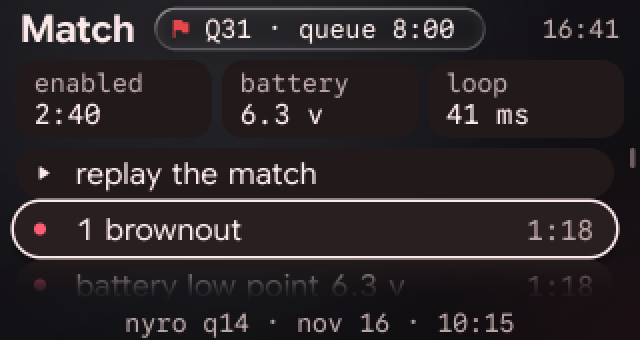 Match Q31 · queue 8:00 16:41
enabled battery loop
2:40 6.3 v 41 ms
replay the match
1 brownout 1:18
battery low point 6.3 v 1:18
nyro q14 · nov 16 · 10:15